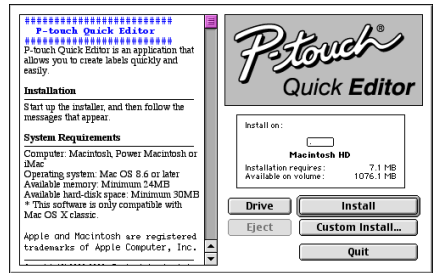 ########################
P-touch Quick Editor
########################
P-touch Quick Editor is an application that
allows you to create labels quickly and
easily.
Installation
Start up the installer, and then follow the
messages that appear.
System Requirements
Computer: Macintosh, Power Macintosh or
iMac
Operating system: Mac OS 8.6 or later
Available memory: Minimum 24MB
Available hard-disk space: Minimum 30MB
* This software is only compatible with
Mac OS X classic.
Apple and Macintosh are registered
trademarks of Apple Computer, Inc.
P-touch®
Quick Editor
Install on:
Macintosh HD
Installation requires: 7.1 MB
Available on volume: 1076.1 MB
Drive
Install
Eject
Custom Install...
Quit